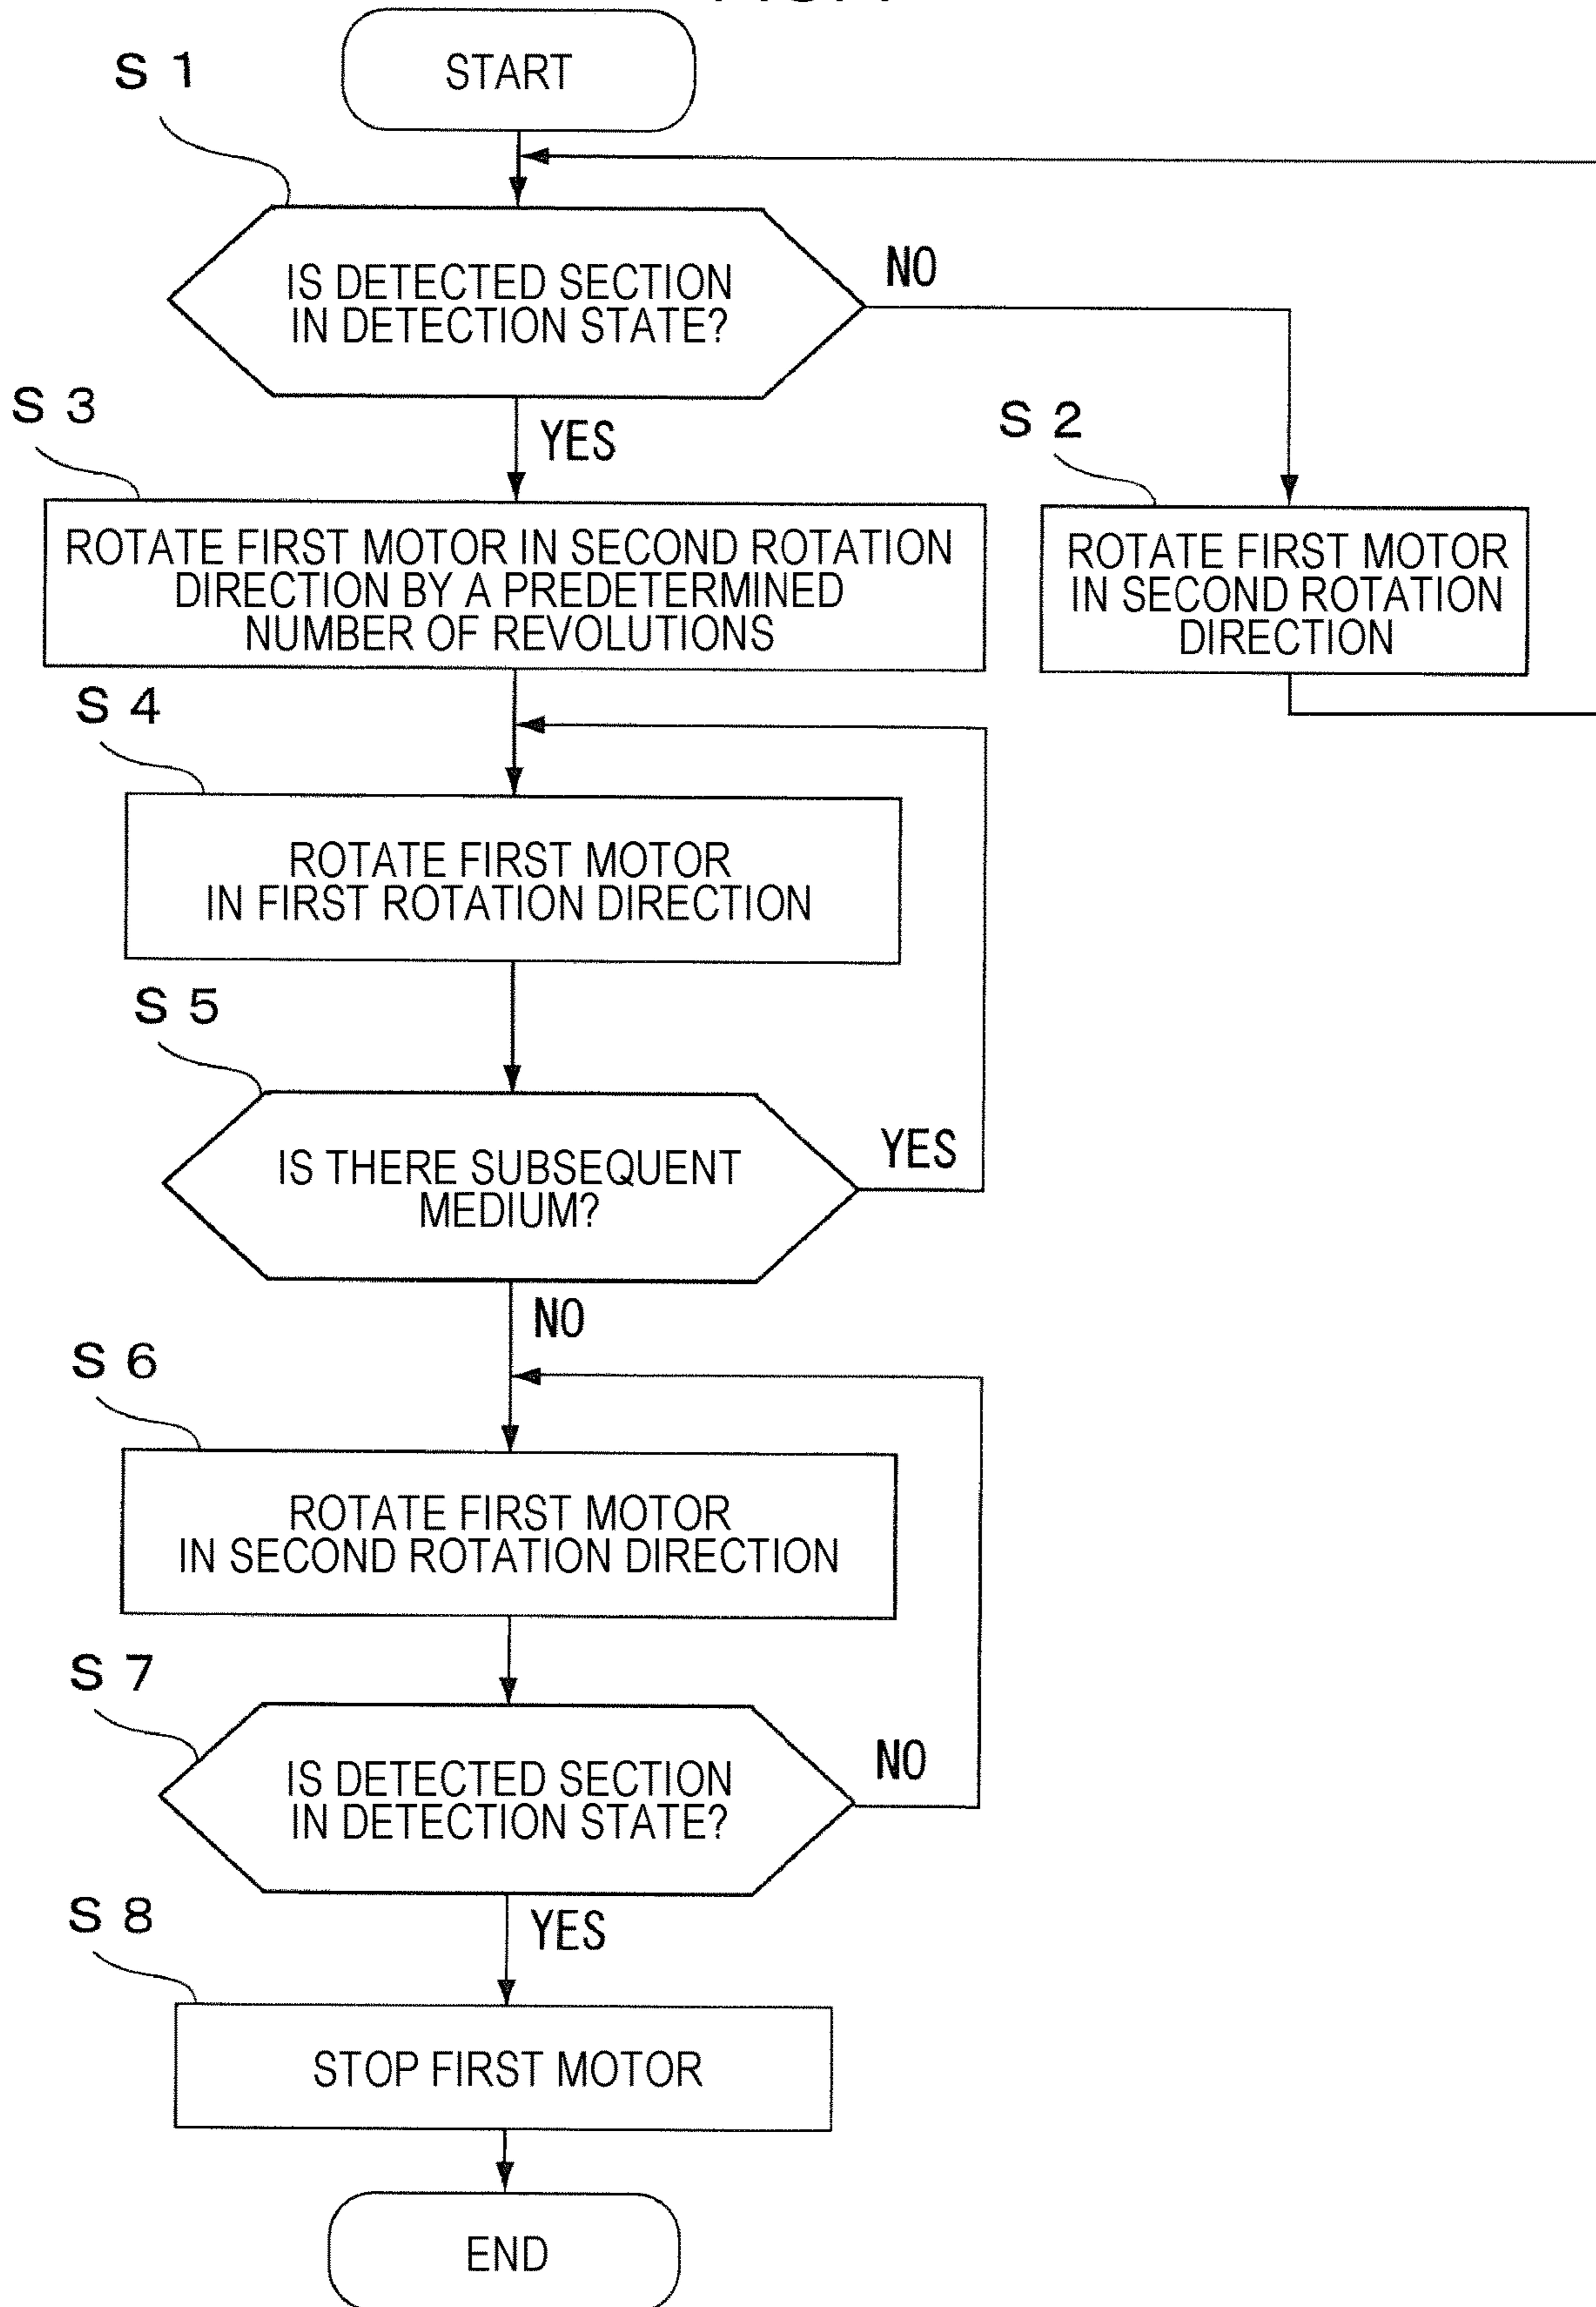 START
S 1
IS DETECTED SECTION
IN DETECTION STATE?
NO
YES
S 2
ROTATE FIRST MOTOR
IN SECOND ROTATION
DIRECTION
S 3
ROTATE FIRST MOTOR IN SECOND ROTATION
DIRECTION BY A PREDETERMINED
NUMBER OF REVOLUTIONS
S 4
ROTATE FIRST MOTOR
IN FIRST ROTATION DIRECTION
S 5
IS THERE SUBSEQUENT
MEDIUM?
YES
NO
S 6
ROTATE FIRST MOTOR
IN SECOND ROTATION DIRECTION
S 7
IS DETECTED SECTION
IN DETECTION STATE?
NO
YES
S 8
STOP FIRST MOTOR
END